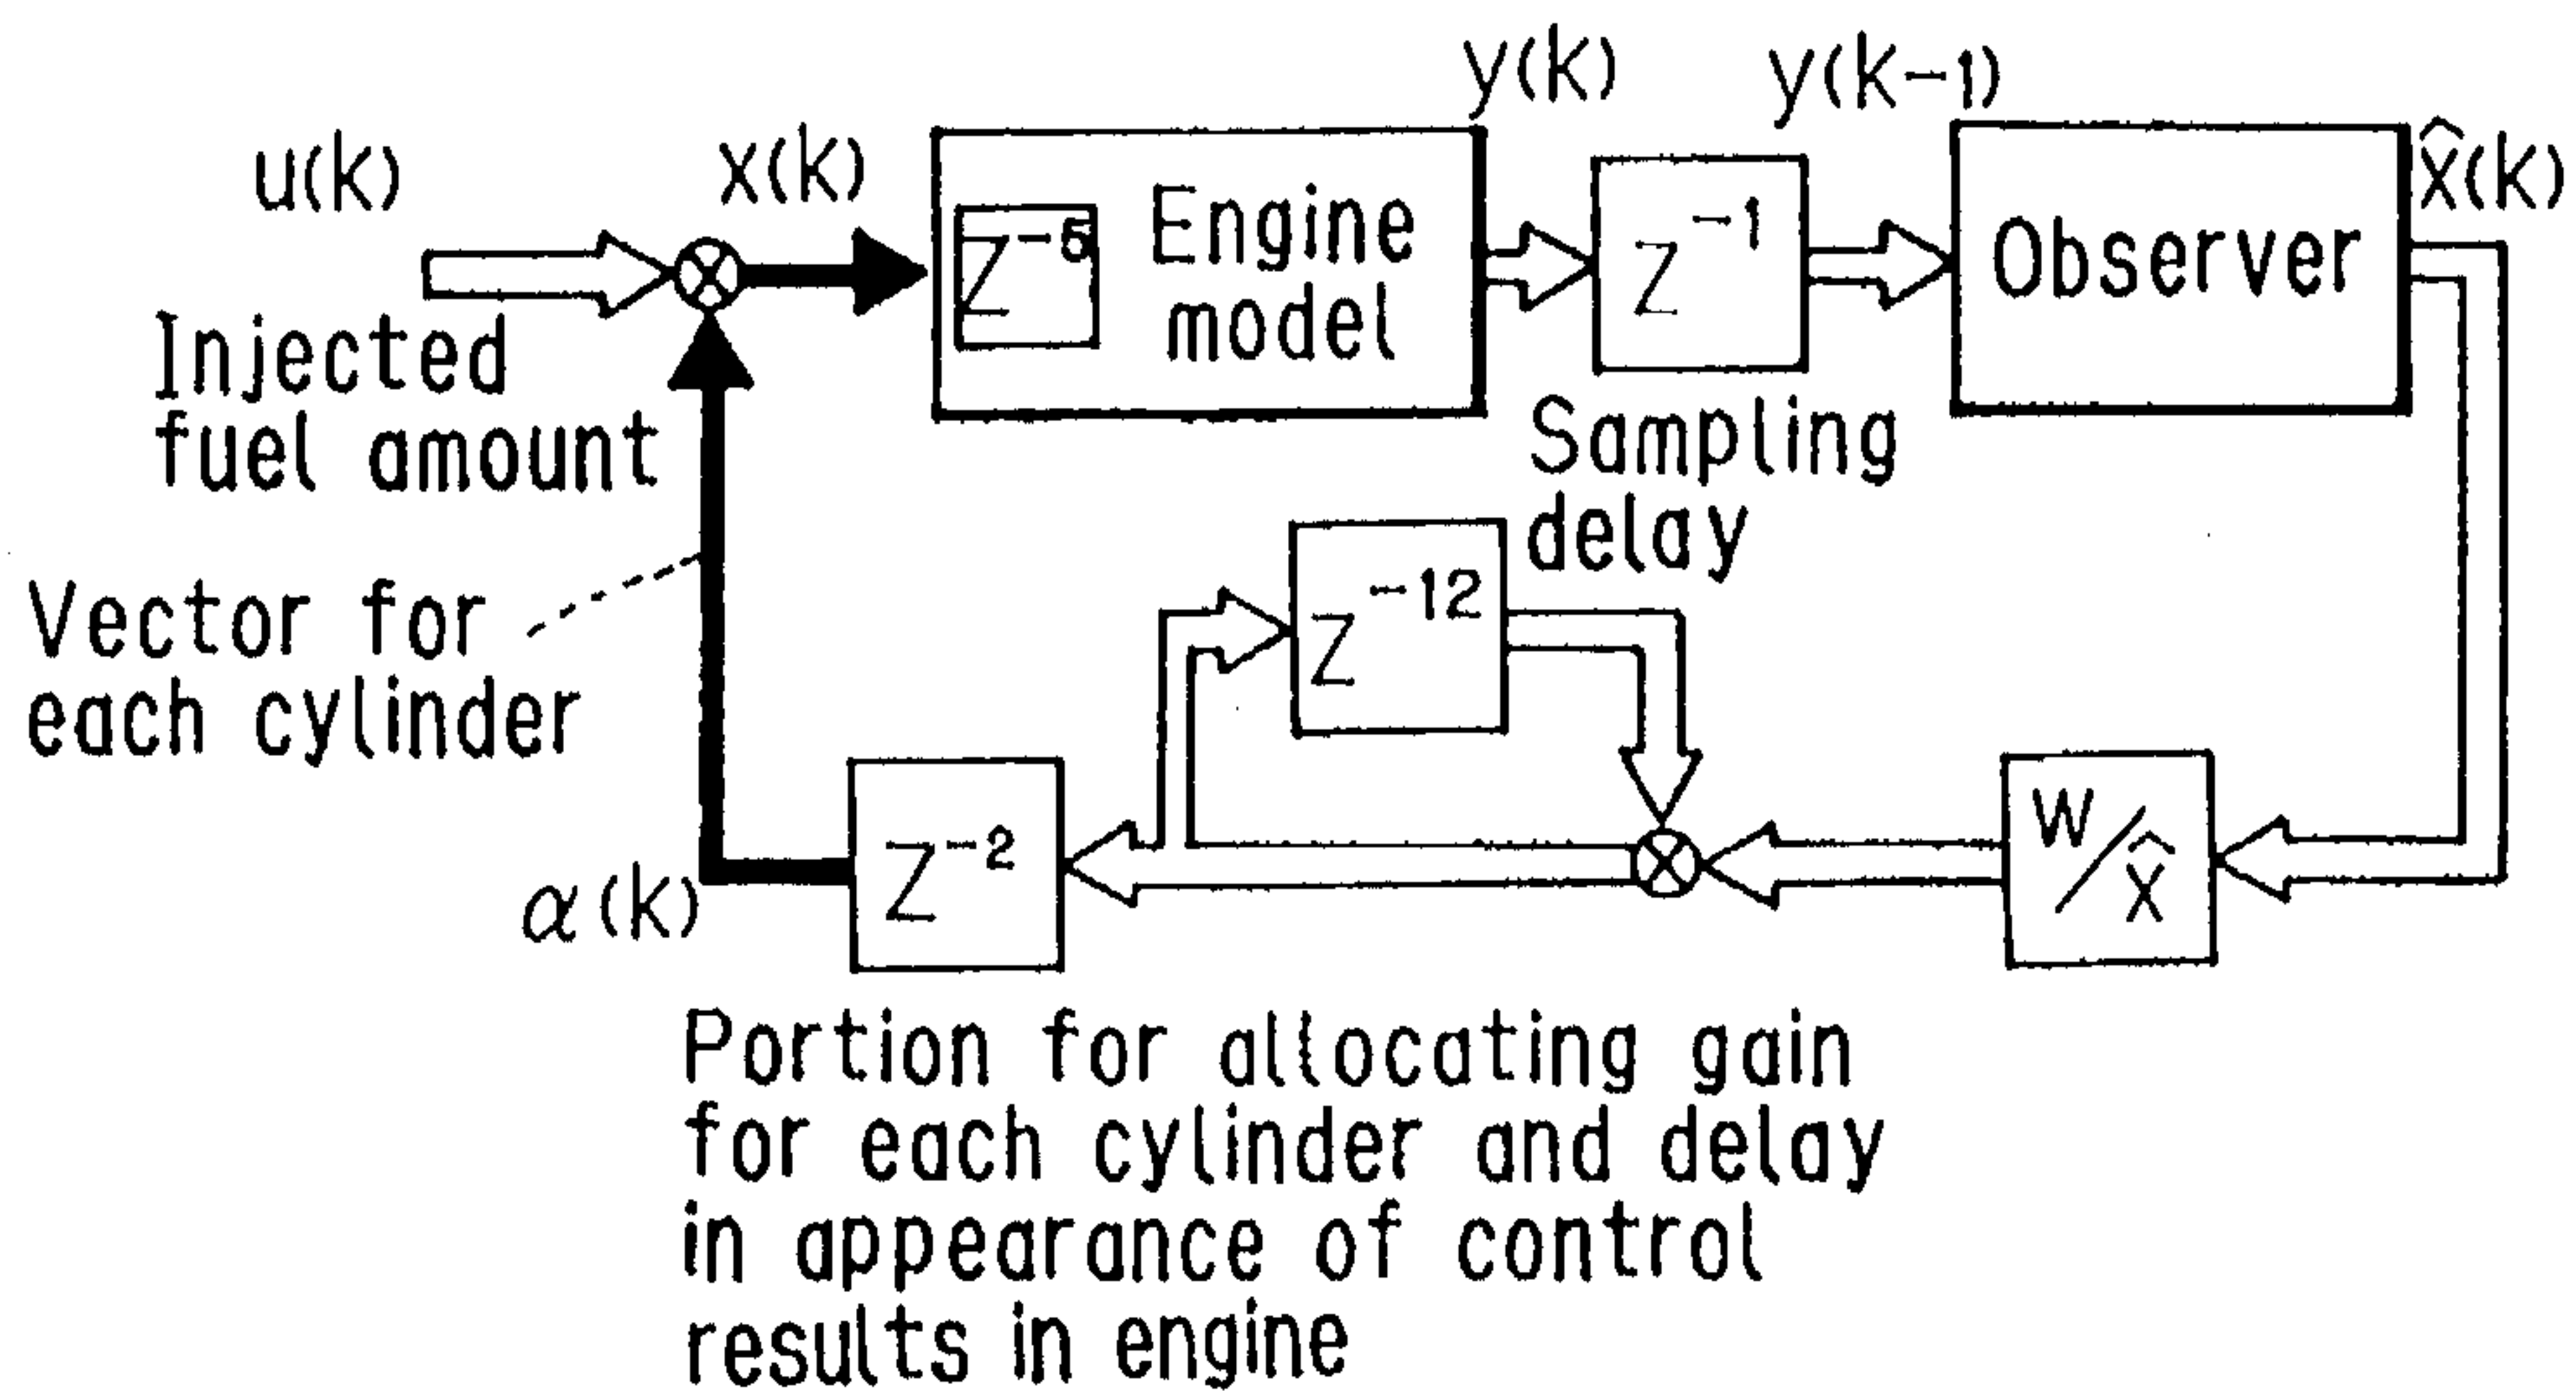 u(k)
x(k)
y(k)
y(k-1)
x̂(k)
Z⁻⁵
Engine
model
Z⁻¹
Observer
Injected
fuel amount
Sampling
delay
Vector for
each cylinder
Z⁻¹²
α(k)
Z⁻²
W/x̂
Portion for allocating gain
for each cylinder and delay
in appearance of control
results in engine